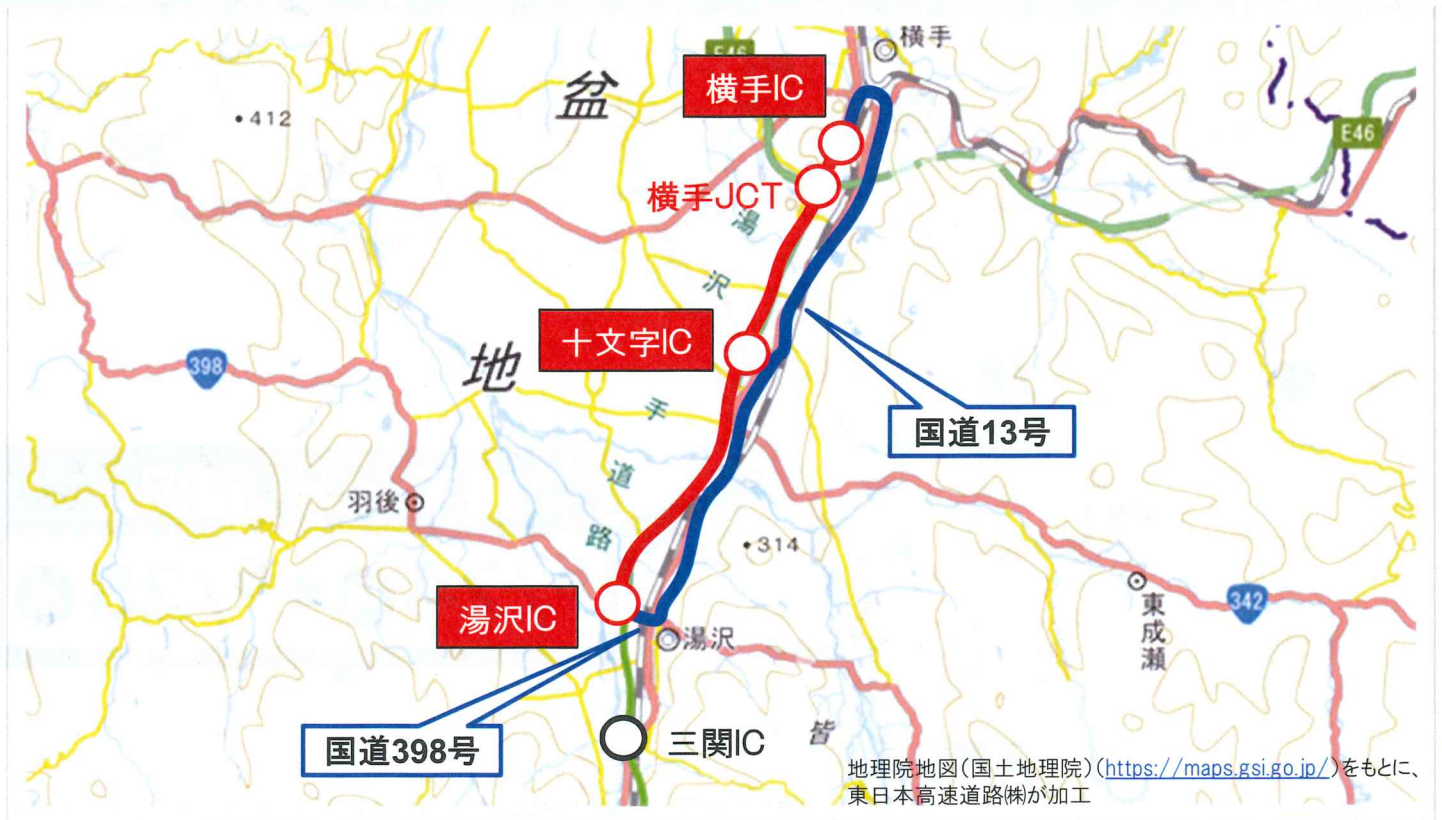 横手
E46
盆
横手IC
412
E46
横手JCT
湯
沢
十文字IC
398
地
手
国道13号
道
羽後
路
314
東成瀬
342
湯沢IC
湯沢
国道398号
三関IC
皆
地理院地図(国土地理院)(https://maps.gsi.go.jp/)をもとに、
東日本高速道路㈱が加工